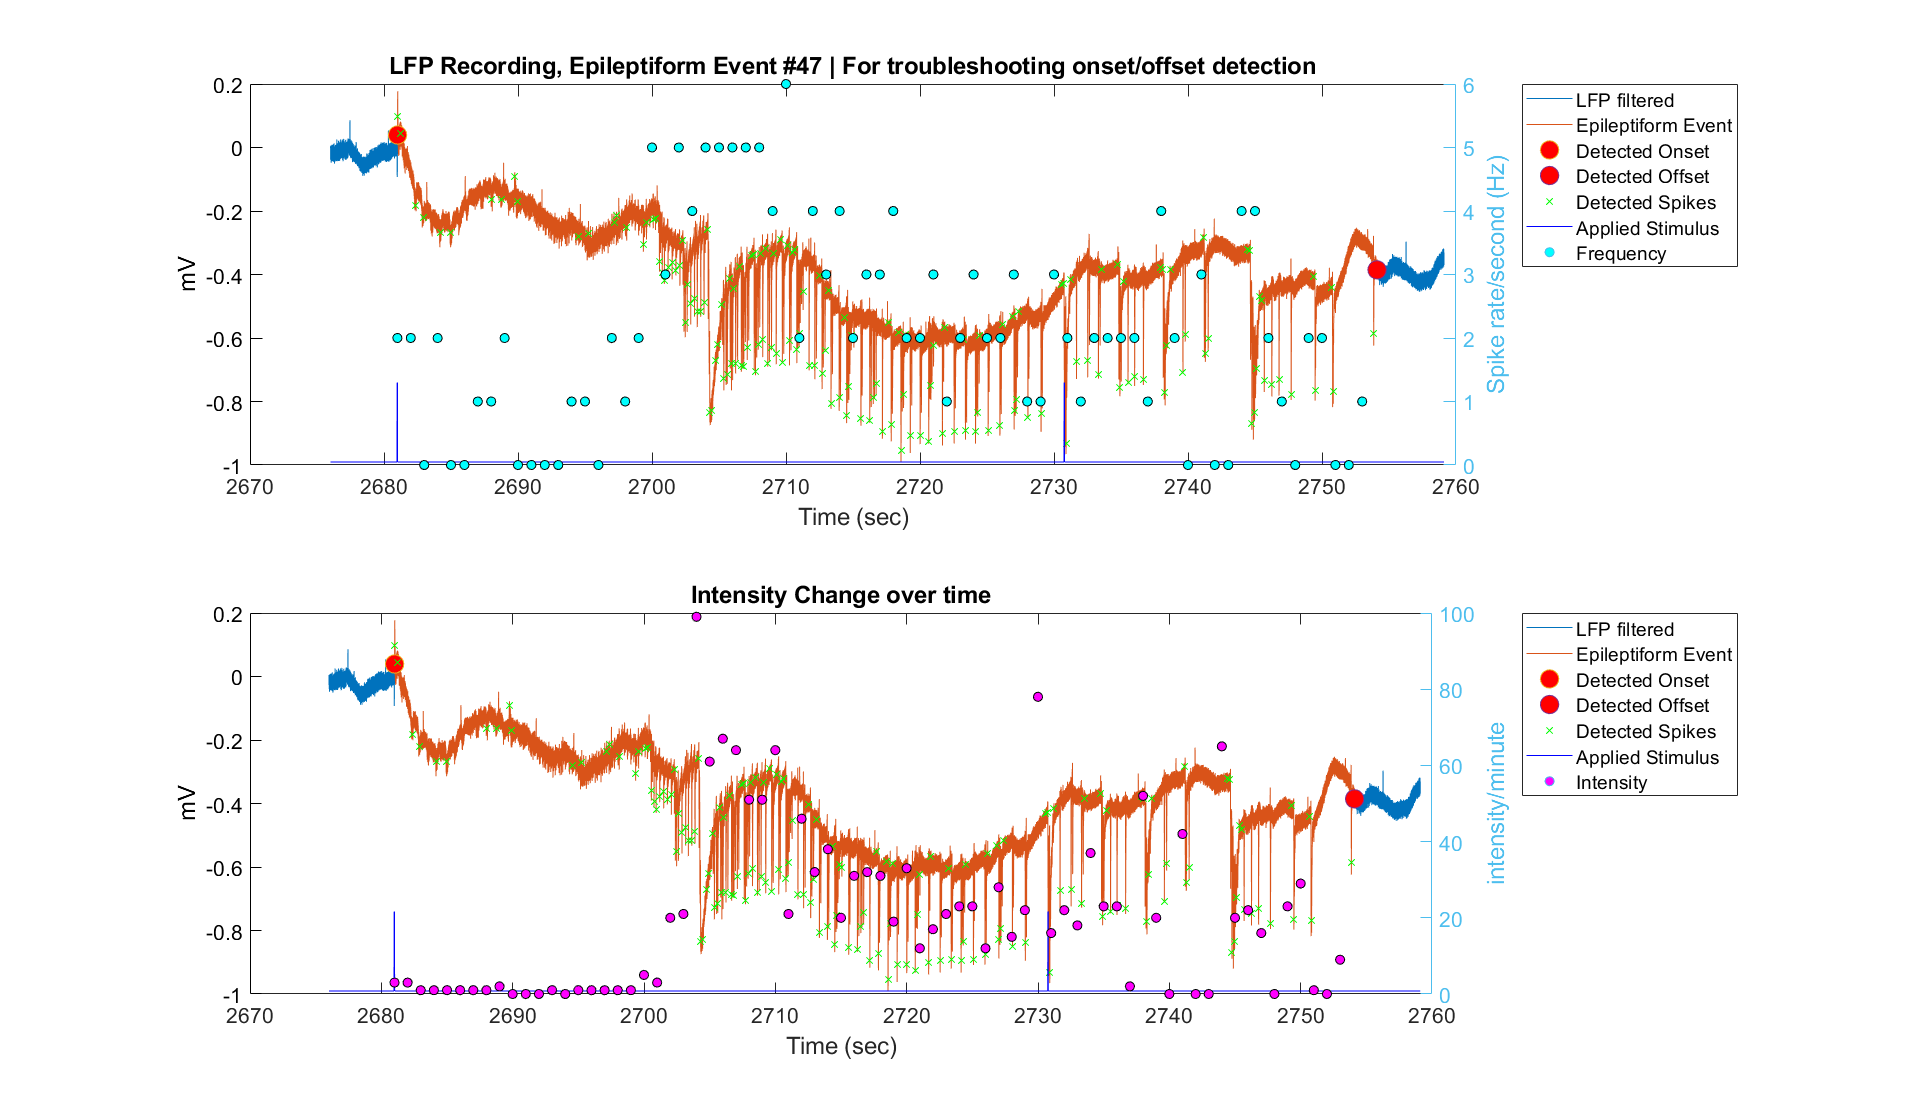 LFP Recording, Epileptiform Event #47 | For troubleshooting onset/offset detection
0.2
0
-0.2
-0.4
-0.6
-0.8
-1
mV
6
5
4
3
2
1
0
Spike rate/second (Hz)
2670 2680 2690 2700 2710 2720 2730 2740 2750 2760
Time (sec)
LFP filtered
Epileptiform Event
Detected Onset
Detected Offset
Detected Spikes
Applied Stimulus
Frequency
Intensity Change over time
0.2
0
-0.2
-0.4
-0.6
-0.8
-1
mV
100
80
60
40
20
0
intensity/minute
2670 2680 2690 2700 2710 2720 2730 2740 2750 2760
Time (sec)
LFP filtered
Epileptiform Event
Detected Onset
Detected Offset
Detected Spikes
Applied Stimulus
Intensity